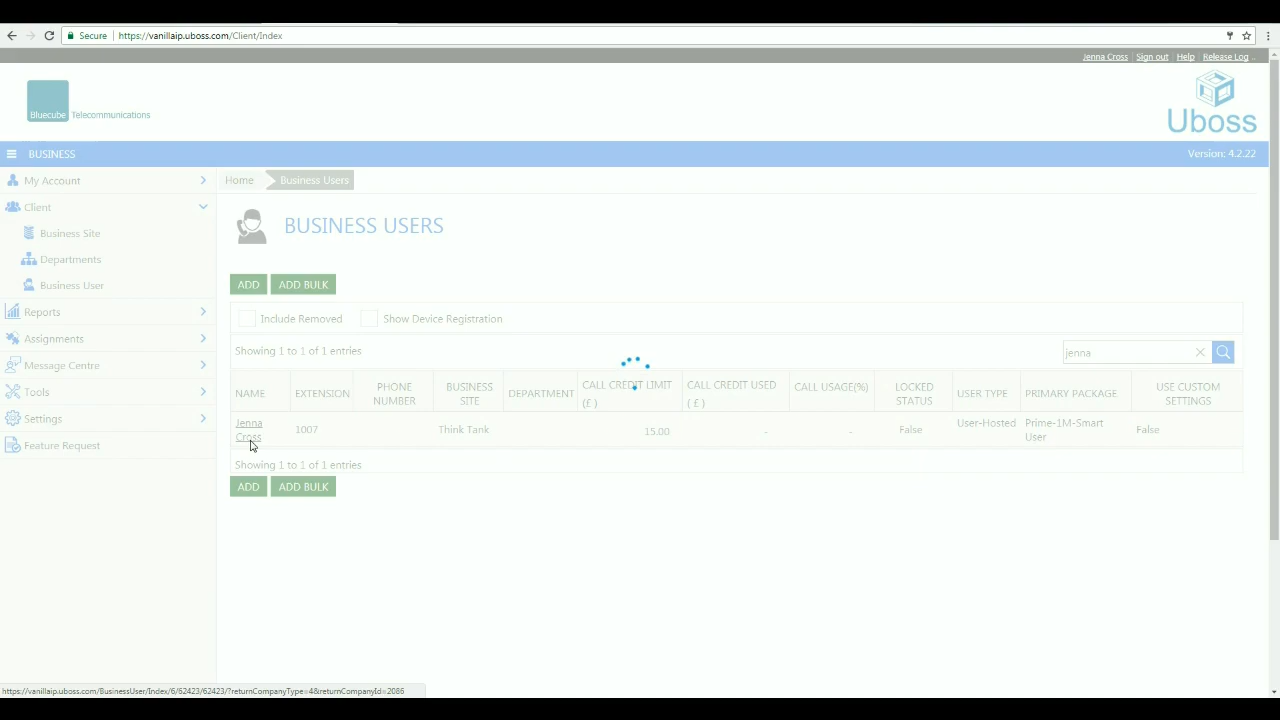 Secure https://vanillaip.uboss.com/Client/Index
Jenna Cross Sign out Help Release Log
Bluecube Telecommunications
Uboss
BUSINESS Version: 4.2.22
My Account
Home Business Users
Client
Business Site
BUSINESS USERS
Departments
Business User
ADD ADD BULK
Reports
Include Removed Show Device Registration
Assignments
Showing 1 to 1 of 1 entries jenna
Message Centre
Tools
NAME EXTENSION PHONE NUMBER BUSINESS SITE DEPARTMENT CALL CREDIT LIMIT (£ ) CALL CREDIT USED ( £ ) CALL USAGE(%) LOCKED STATUS USER TYPE PRIMARY PACKAGE USE CUSTOM SETTINGS
Settings
Jenna Cross 1007 Think Tank 15.00 - - False User-Hosted Prime-1M-Smart User False
Feature Request
Showing 1 to 1 of 1 entries
ADD ADD BULK
https://vanillaip.uboss.com/BusinessUser/Index/6/62423/62423/?returnCompanyType=4&returnCompanyId=2086